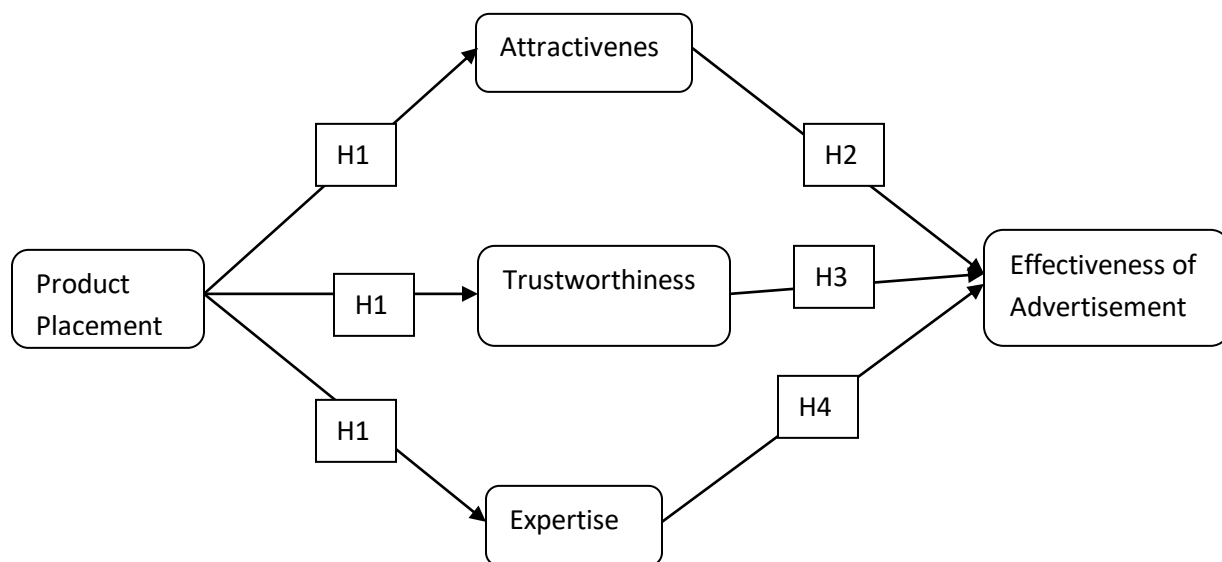 Attractivenes
H1
H2
Product
Placement
H1
Trustworthiness
H3
Effectiveness of
Advertisement
H1
H4
Expertise